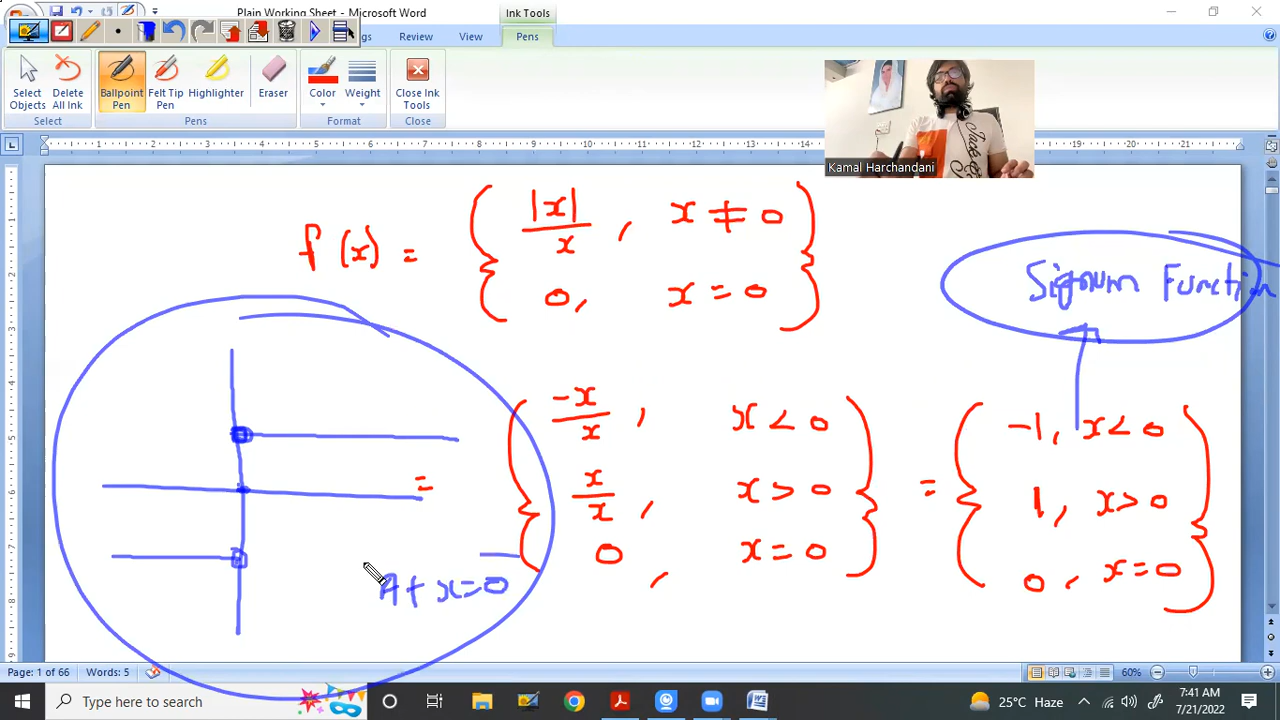 Plain Working Sheet - Microsoft Word
Ink Tools
Review View Pens
Select Objects
Delete All Ink
Ballpoint Pen
Felt Tip Pen
Highlighter
Eraser
Color
Weight
Close Ink Tools
Select
Pens
Format
Close
Kamal Harchandani
f(x) = { |x|/x , x ≠ 0
0, x = 0 }
Signum Function
= { -x/x , x < 0
x/x , x > 0
0 , x = 0 }
= { -1, x < 0
1, x > 0
0, x = 0 }
At x=0
Page: 1 of 66 Words: 5
60%
Type here to search
25°C Haze
7:41 AM
7/21/2022